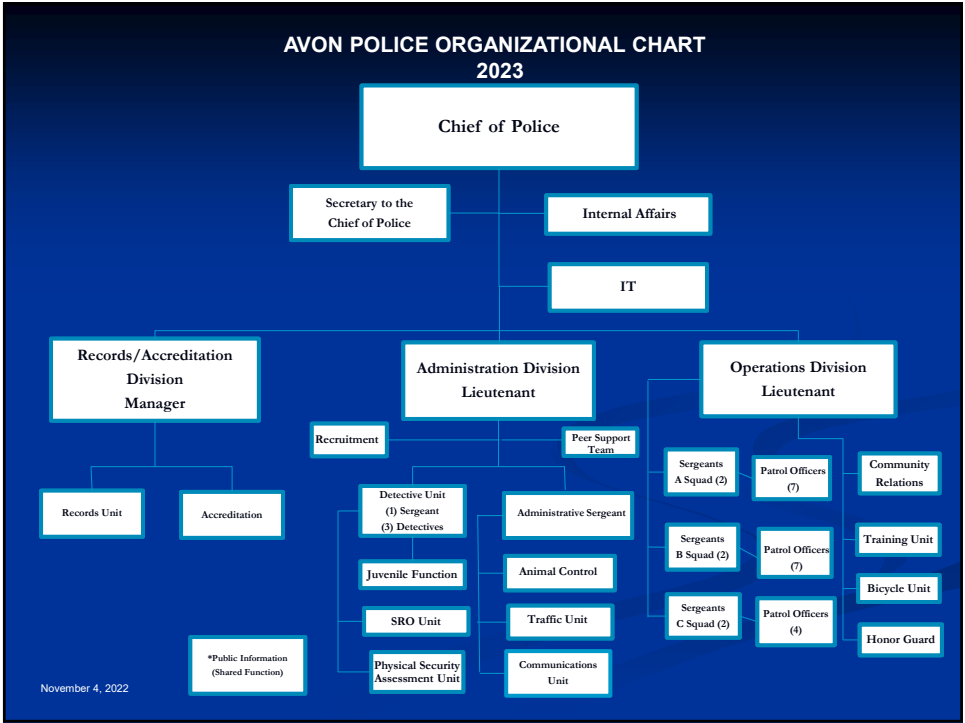 AVON POLICE ORGANIZATIONAL CHART
2023
Chief of Police
Secretary to the
Chief of Police
Internal Affairs
IT
Records/Accreditation
Division
Manager
Administration Division
Lieutenant
Operations Division
Lieutenant
Recruitment
Peer Support
Team
Records Unit
Accreditation
Detective Unit
(1) Sergeant
(3) Detectives
Administrative Sergeant
Juvenile Function
Animal Control
SRO Unit
Traffic Unit
Physical Security
Assessment Unit
Communications
Unit
Sergeants
A Squad (2)
Patrol Officers
(7)
Community
Relations
Sergeants
B Squad (2)
Patrol Officers
(7)
Training Unit
Bicycle Unit
Sergeants
C Squad (2)
Patrol Officers
(4)
Honor Guard
*Public Information
(Shared Function)
November 4, 2022